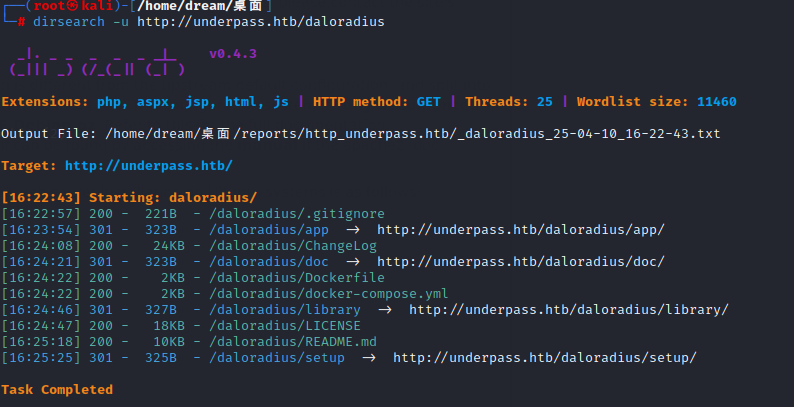 ┌──(root㉿kali)-[/home/dream/桌面]
└─# dirsearch -u http://underpass.htb/daloradius
  _|. _ _  _  _  _ _|_    v0.4.3
 (_||| _) (/_(_|| (_| )
Extensions: php, aspx, jsp, html, js | HTTP method: GET | Threads: 25 | Wordlist size: 11460
Output File: /home/dream/桌面/reports/http_underpass.htb/_daloradius_25-04-10_16-22-43.txt
Target: http://underpass.htb/
[16:22:43] Starting: daloradius/
[16:22:57] 200 -  221B  - /daloradius/.gitignore
[16:23:54] 301 -  323B  - /daloradius/app  ->  http://underpass.htb/daloradius/app/
[16:24:08] 200 -   24KB - /daloradius/ChangeLog
[16:24:21] 301 -  323B  - /daloradius/doc  ->  http://underpass.htb/daloradius/doc/
[16:24:22] 200 -    2KB - /daloradius/Dockerfile
[16:24:22] 200 -    2KB - /daloradius/docker-compose.yml
[16:24:46] 301 -  327B  - /daloradius/library  ->  http://underpass.htb/daloradius/library/
[16:24:47] 200 -   18KB - /daloradius/LICENSE
[16:25:18] 200 -   10KB - /daloradius/README.md
[16:25:25] 301 -  325B  - /daloradius/setup  ->  http://underpass.htb/daloradius/setup/
Task Completed